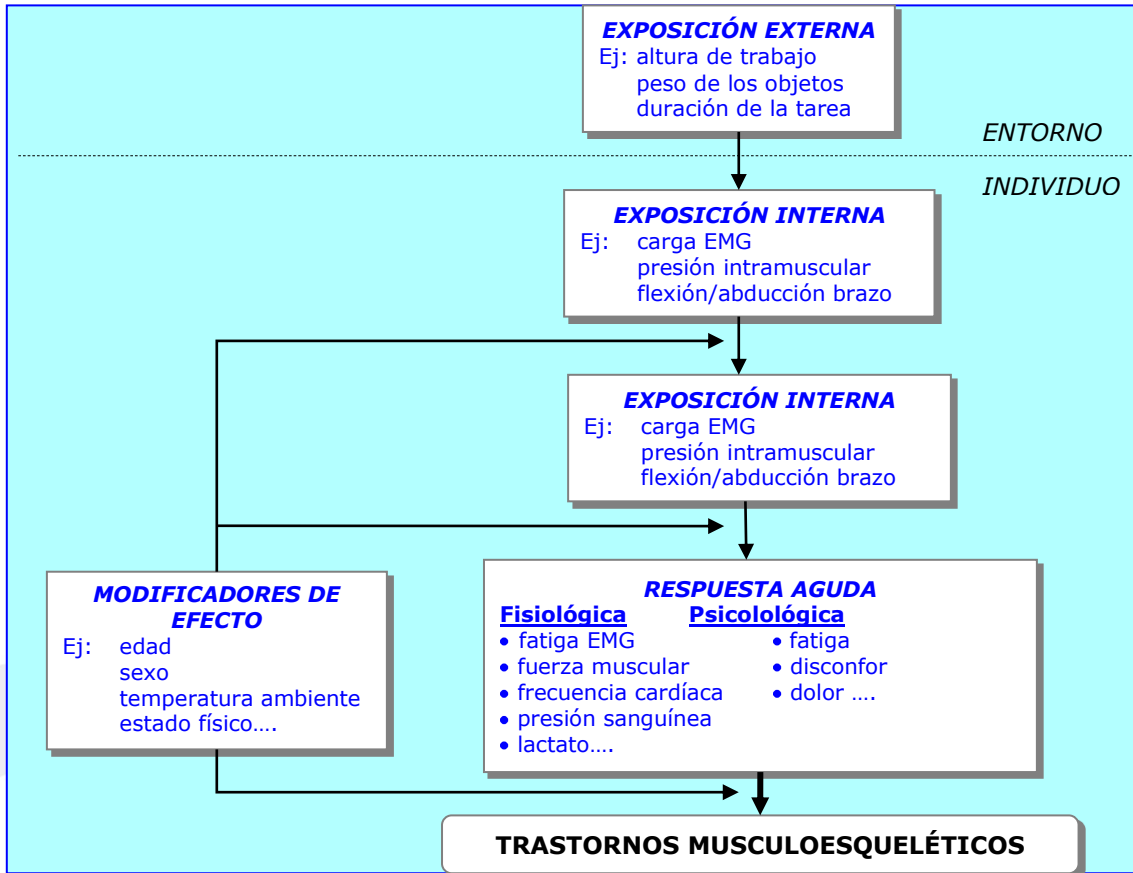 EXPOSICIÓN EXTERNA
Ej: altura de trabajo
peso de los objetos
duración de la tarea
ENTORNO
INDIVIDUO
EXPOSICIÓN INTERNA
Ej: carga EMG
presión intramuscular
flexión/abducción brazo
EXPOSICIÓN INTERNA
Ej: carga EMG
presión intramuscular
flexión/abducción brazo
MODIFICADORES DE
EFECTO
Ej: edad
sexo
temperatura ambiente
estado físico….
RESPUESTA AGUDA
Fisiológica Psicolológica
• fatiga EMG • fatiga
• fuerza muscular • disconfor
• frecuencia cardíaca • dolor ….
• presión sanguínea
• lactato….
TRASTORNOS MUSCULOESQUELÉTICOS